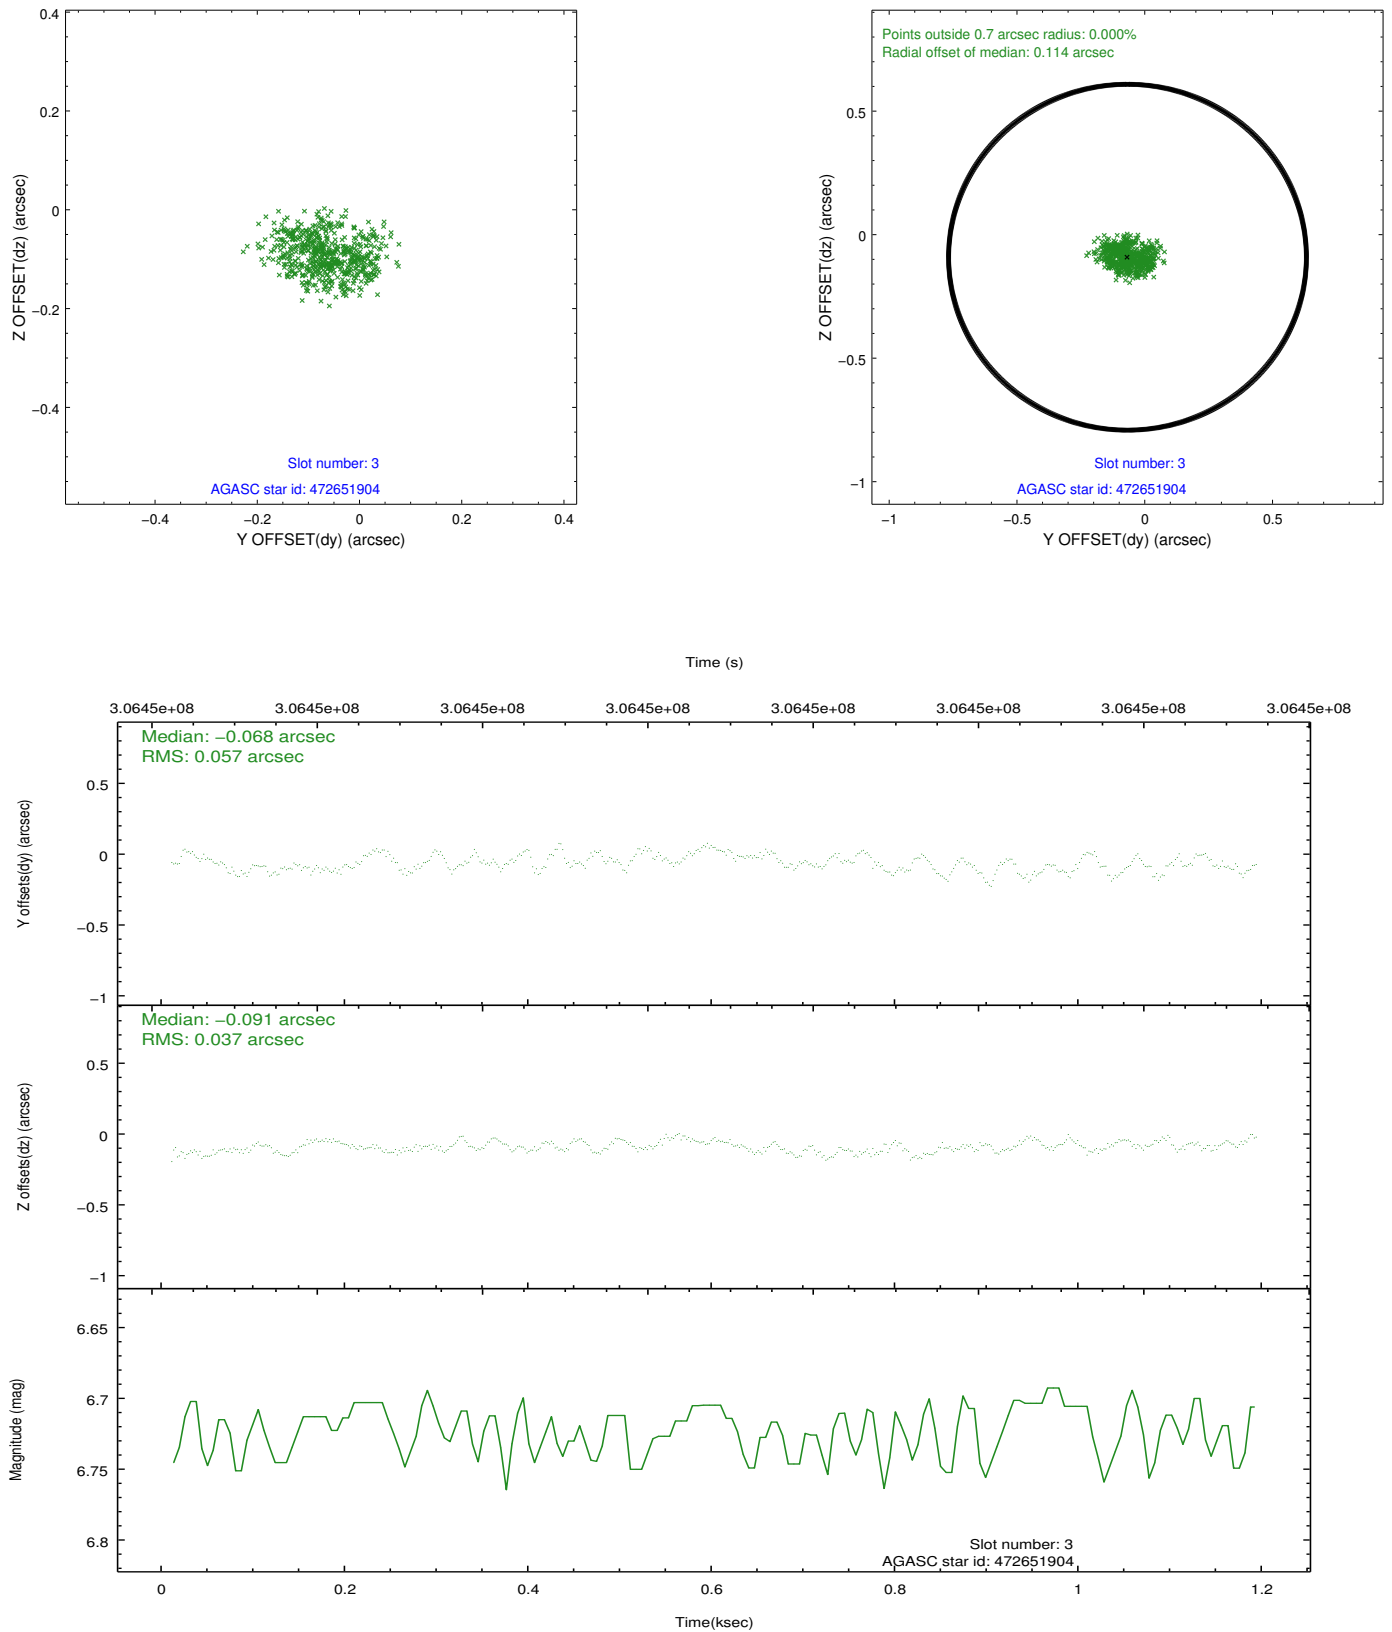 0.4
0.2
0
−0.2
−0.4
Z OFFSET(dz) (arcsec)
Slot number: 3
AGASC star id: 472651904
−0.4 −0.2 0 0.2 0.4
Y OFFSET(dy) (arcsec)
Points outside 0.7 arcsec radius: 0.000%
Radial offset of median: 0.114 arcsec
0.5
0
−0.5
−1
Z OFFSET(dz) (arcsec)
Slot number: 3
AGASC star id: 472651904
−1 −0.5 0 0.5
Y OFFSET(dy) (arcsec)
Time (s)
3.0645e+08 3.0645e+08 3.0645e+08 3.0645e+08 3.0645e+08 3.0645e+08 3.0645e+08 3.0645e+08
Median: −0.068 arcsec
RMS: 0.057 arcsec
0.5
0
−0.5
−1
Y offsets(dy) (arcsec)
Median: −0.091 arcsec
RMS: 0.037 arcsec
0.5
0
−0.5
−1
Z offsets(dz) (arcsec)
6.65
6.7
6.75
6.8
Magnitude (mag)
Slot number: 3
AGASC star id: 472651904
0 0.2 0.4 0.6 0.8 1 1.2
Time(ksec)